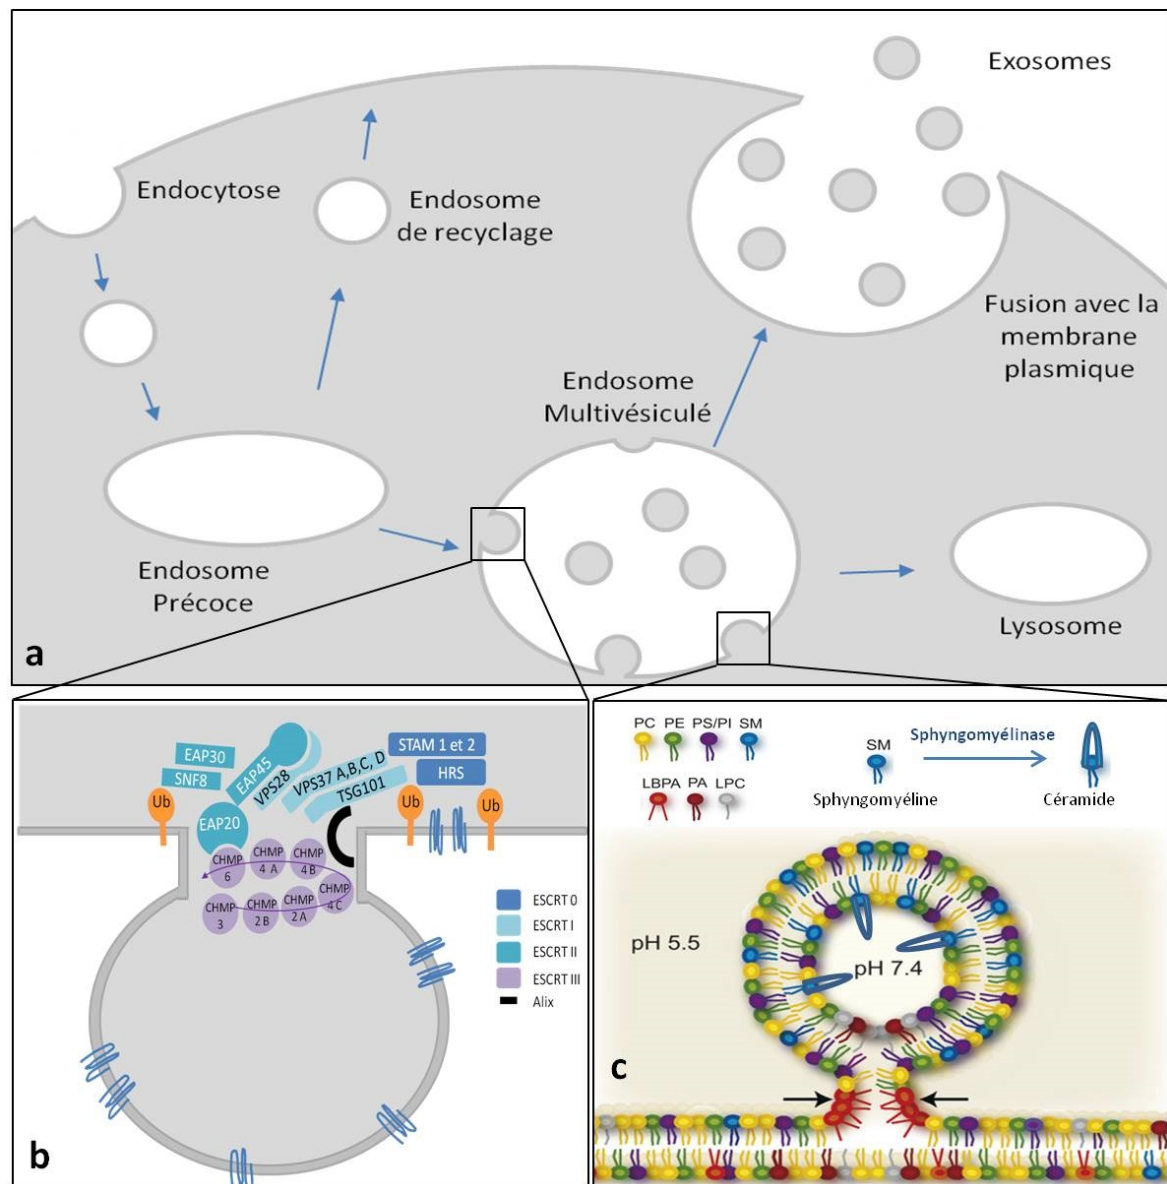 Exosomes
Endocytose
Endosome
de recyclage
Fusion avec la
membrane
plasmique
Endosome
Multivésiculé
Endosome
Précoce
Lysosome
a
EAP30
SNF8
EAP45
VPS28
VPS37 A,B,C, D
TSG101
STAM 1 et 2
HRS
Ub
Ub
Ub
EAP20
CHMP
6
CHMP
4 A
CHMP
4 B
CHMP
4 C
CHMP
3
CHMP
2 B
CHMP
2 A
ESCRT 0
ESCRT I
ESCRT II
ESCRT III
Alix
b
PC PE PS/PI SM
LBPA PA LPC
SM
Sphyngomyélinase
Sphyngomyéline
Céramide
pH 5.5
pH 7.4
c